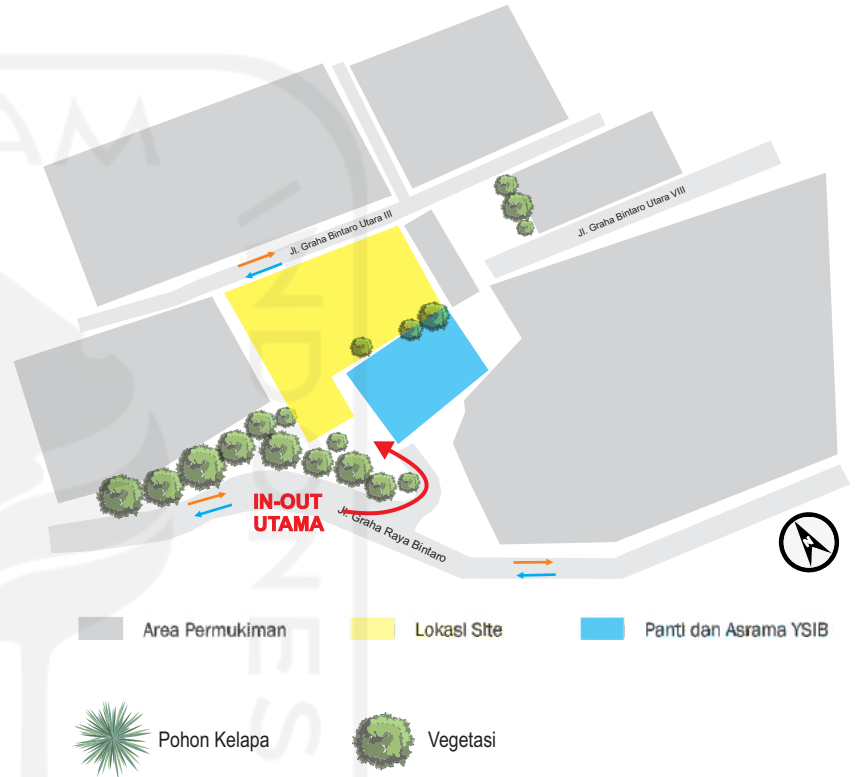 Jl. Graha Bintaro Utara III
Jl. Graha Bintaro Utara VIII
IN-OUT
UTAMA
Jl. Graha Raya Bintaro
N
Area Permukiman
Lokasi Site
Panti dan Asrama YSIB
Pohon Kelapa
Vegetasi